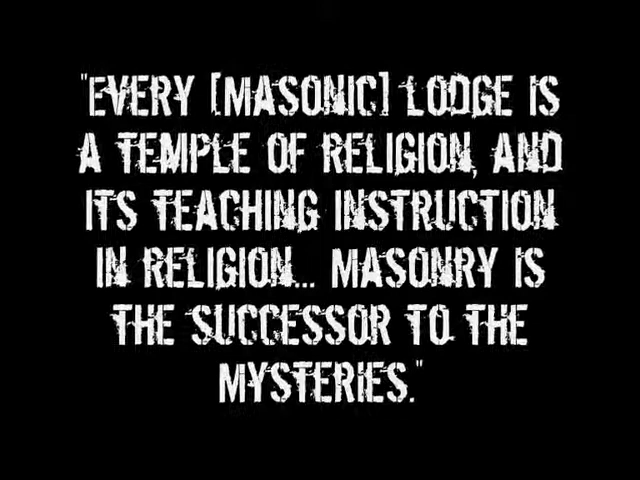 "EVERY [MASONIC] LODGE IS
A TEMPLE OF RELIGION, AND
ITS TEACHING INSTRUCTION
IN RELIGION... MASONRY IS
THE SUCCESSOR TO THE
MYSTERIES."